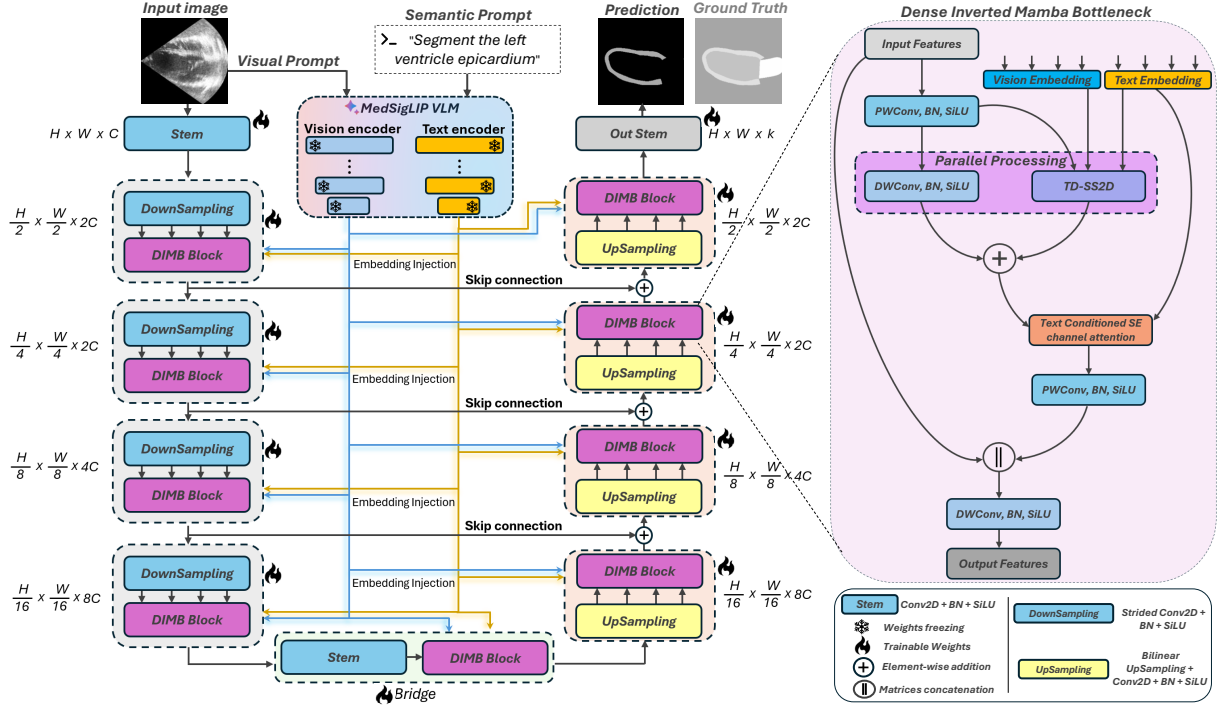 Input image
Semantic Prompt
Prediction
Ground Truth
>_ "Segment the left
ventricle epicardium"
Visual Prompt
MedSigLIP VLM
Vision encoder
Text encoder
H x W x C
Stem
Out Stem
H x W x k
DownSampling
DIMB Block
H/2 x W/2 x 2C
DIMB Block
UpSampling
H/2 x W/2 x 2C
Embedding Injection
Skip connection
+
DownSampling
DIMB Block
H/4 x W/4 x 2C
DIMB Block
UpSampling
H/4 x W/4 x 2C
Embedding Injection
Skip connection
+
DownSampling
DIMB Block
H/8 x W/8 x 4C
DIMB Block
UpSampling
H/8 x W/8 x 4C
Embedding Injection
Skip connection
+
DownSampling
DIMB Block
H/16 x W/16 x 8C
DIMB Block
UpSampling
H/16 x W/16 x 8C
Embedding Injection
Stem
DIMB Block
Bridge
Dense Inverted Mamba Bottleneck
Input Features
Vision Embedding
Text Embedding
PWConv, BN, SiLU
Parallel Processing
DWConv, BN, SiLU
TD-SS2D
+
Text Conditioned SE
channel attention
PWConv, BN, SiLU
||
DWConv, BN, SiLU
Output Features
Stem
Conv2D + BN + SiLU
Weights freezing
Trainable Weights
+
Element-wise addition
||
Matrices concatenation
DownSampling
Strided Conv2D +
BN + SiLU
UpSampling
Bilinear
UpSampling +
Conv2D + BN + SiLU